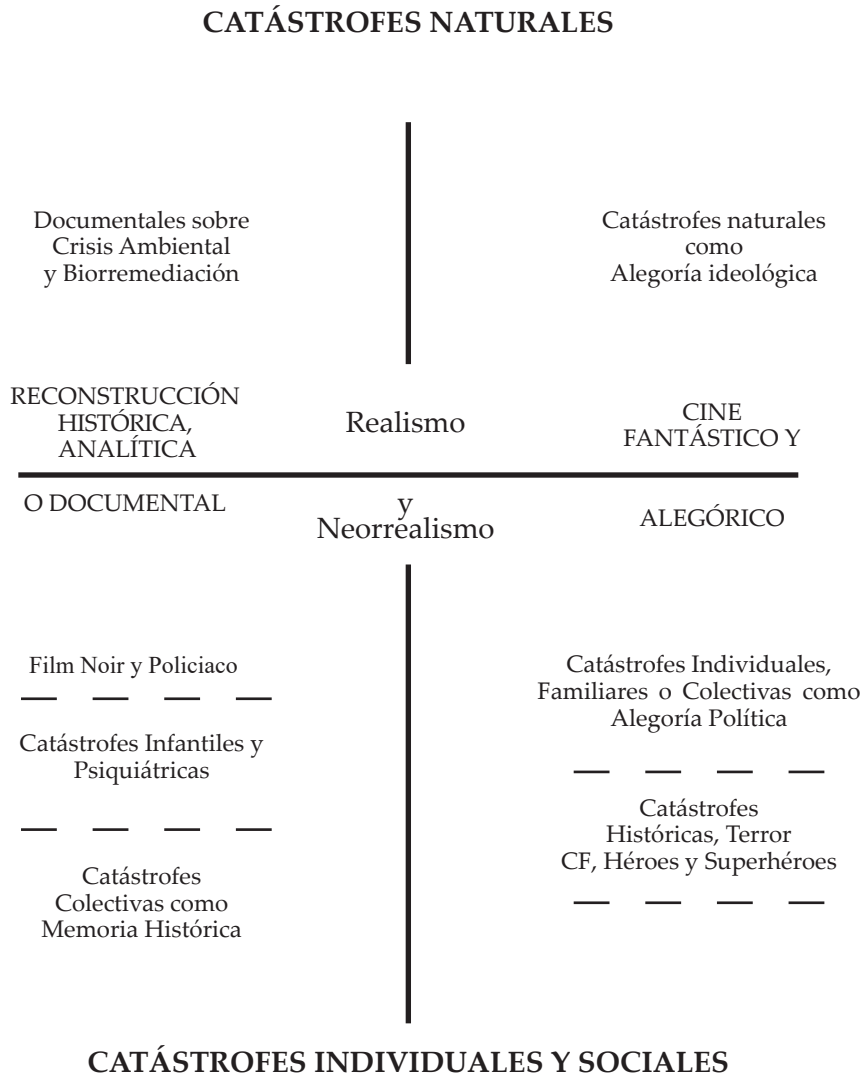 CATÁSTROFES NATURALES
Documentales sobre
Crisis Ambiental
y Biorremediación
Catástrofes naturales
como
Alegoría ideológica
RECONSTRUCCIÓN
HISTÓRICA,
ANALÍTICA
Realismo
CINE
FANTÁSTICO Y
O DOCUMENTAL
y
Neorrealismo
ALEGÓRICO
Film Noir y Policiaco
Catástrofes Infantiles y
Psiquiátricas
Catástrofes
Colectivas como
Memoria Histórica
Catástrofes Individuales,
Familiares o Colectivas como
Alegoría Política
Catástrofes
Históricas, Terror
CF, Héroes y Superhéroes
CATÁSTROFES INDIVIDUALES Y SOCIALES